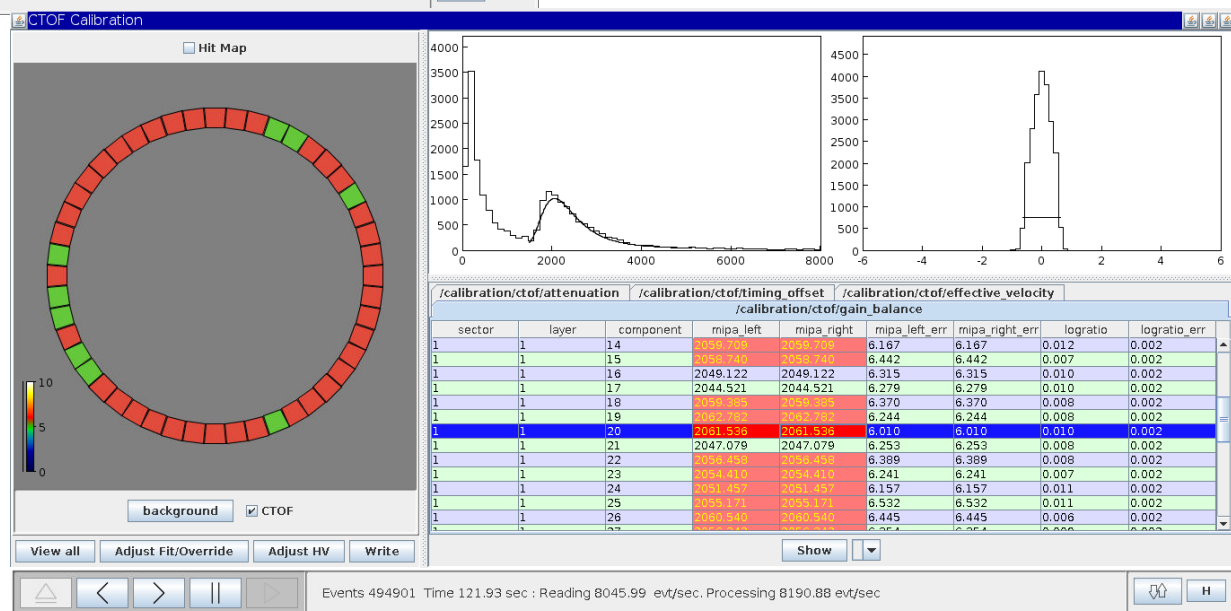 CTOF Calibration
Hit Map
10
5
0
background
CTOF
View all
Adjust Fit/Override
Adjust HV
Write
4000
3500
3000
2500
2000
1500
1000
500
0
0 2000 4000 6000 8000
4500
4000
3500
3000
2500
2000
1500
1000
500
0
-6 -4 -2 0 2 4 6
/calibration/ctof/attenuation /calibration/ctof/timing_offset /calibration/ctof/effective_velocity
/calibration/ctof/gain_balance
sector layer component mipa_left mipa_right mipa_left_err mipa_right_err logratio logratio_err
1 1 14 2059.709 2059.709 6.167 6.167 0.012 0.002
1 1 15 2058.740 2058.740 6.442 6.442 0.007 0.002
1 1 16 2049.122 2049.122 6.315 6.315 0.010 0.002
1 1 17 2044.521 2044.521 6.279 6.279 0.010 0.002
1 1 18 2059.385 2059.385 6.370 6.370 0.008 0.002
1 1 19 2062.782 2062.782 6.244 6.244 0.008 0.002
1 1 20 2061.536 2061.536 6.010 6.010 0.010 0.002
1 1 21 2047.079 2047.079 6.253 6.253 0.008 0.002
1 1 22 2056.458 2056.458 6.389 6.389 0.008 0.002
1 1 23 2054.410 2054.410 6.241 6.241 0.007 0.002
1 1 24 2051.457 2051.457 6.157 6.157 0.011 0.002
1 1 25 2055.171 2055.171 6.532 6.532 0.011 0.002
1 1 26 2060.540 2060.540 6.445 6.445 0.006 0.002
Show
Events 494901 Time 121.93 sec : Reading 8045.99 evt/sec. Processing 8190.88 evt/sec
H